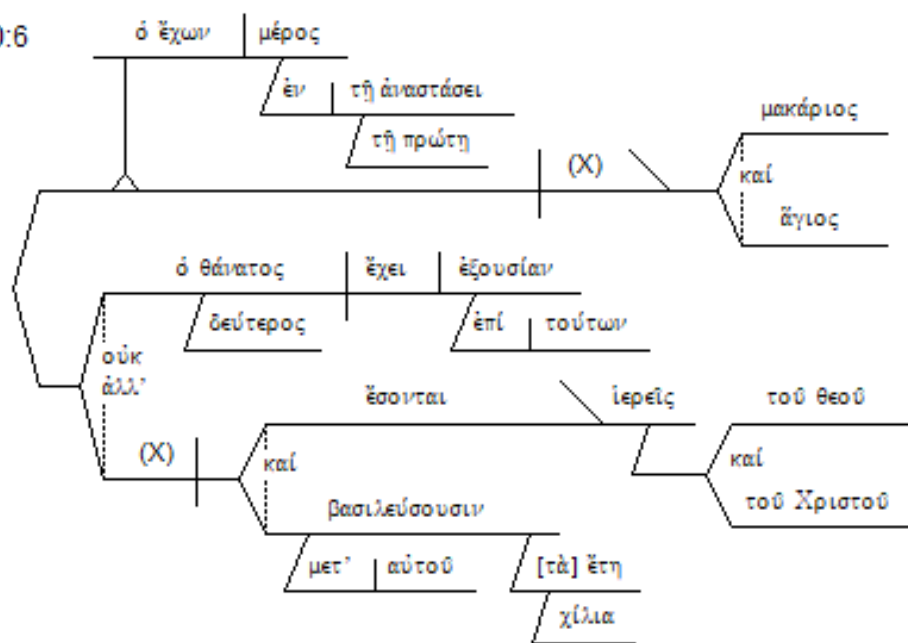 ):6
ὁ ἔχων μέρος
ἐν τῇ ἀναστάσει
τῇ πρώτῃ
μακάριος
(X)
καί
ἅγιος
ὁ θάνατος ἔχει ἐξουσίαν
δεύτερος ἐπί τούτων
οὐκ
ἀλλ’
ἔσονται ἱερεῖς τοῦ θεοῦ
(X) καί καί
βασιλεύσουσιν τοῦ Χριστοῦ
μετ’ αὐτοῦ [τὰ] ἔτη
χίλια